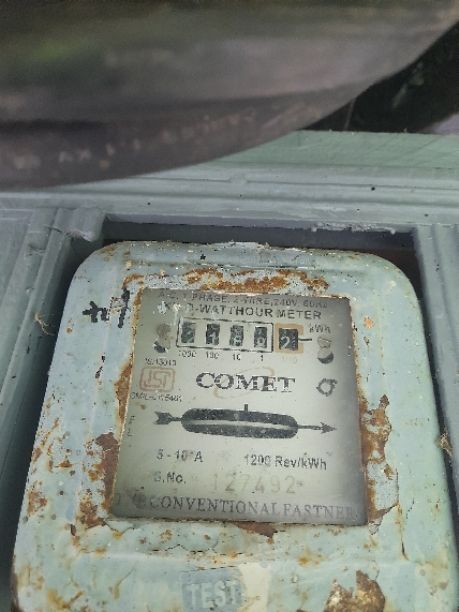 PHASE, 2-WIRE, 240V, 50Hz
WATTHOUR METER
kWh
1000 100 10 1
ISI
COMET
5 - 10 A 1200 Rev/kWh
S.No. 127492
CONVENTIONAL FASTNER
TEST